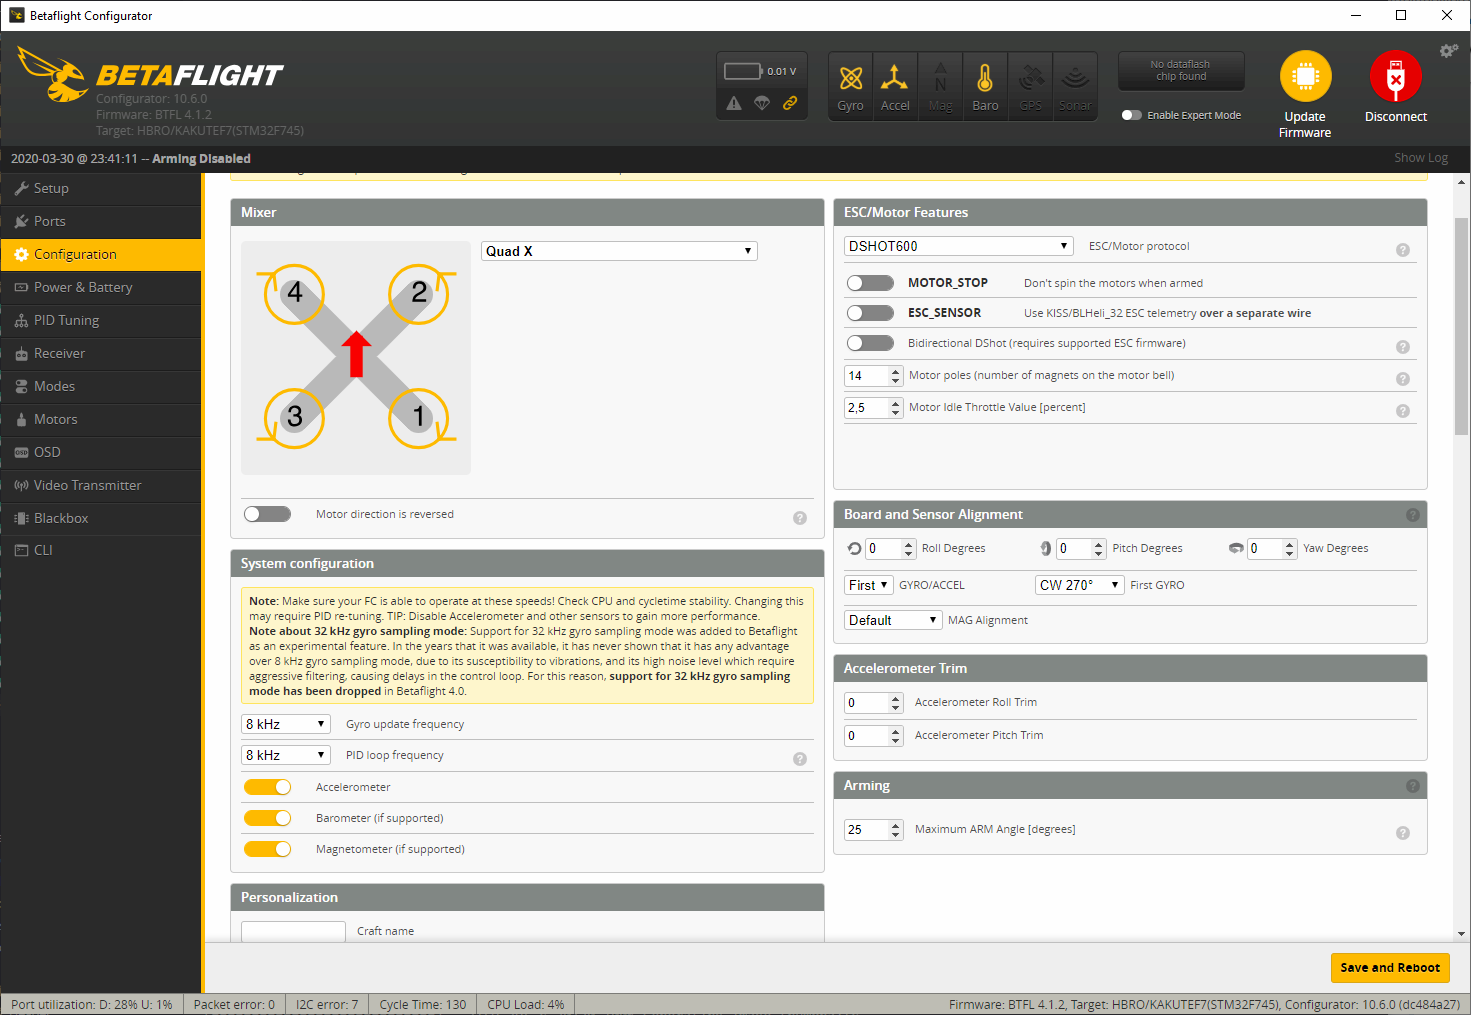 Betaflight Configurator
BETAFLIGHT
Configurator: 10.6.0
Firmware: BTFL 4.1.2
Target: HBRO/KAKUTEF7(STM32F745)
0.01 V
Gyro
Accel
Mag
Baro
GPS
Sonar
No dataflash
chip found
Enable Expert Mode
Update
Firmware
Disconnect
2020-03-30 @ 23:41:11 -- Arming Disabled
Show Log
Setup
Ports
Configuration
Power & Battery
PID Tuning
Receiver
Modes
Motors
OSD
Video Transmitter
Blackbox
CLI
Mixer
Quad X
4
2
3
1
Motor direction is reversed
System configuration
Note: Make sure your FC is able to operate at these speeds! Check CPU and cycletime stability. Changing this
may require PID re-tuning. TIP: Disable Accelerometer and other sensors to gain more performance.
Note about 32 kHz gyro sampling mode: Support for 32 kHz gyro sampling mode was added to Betaflight
as an experimental feature. In the years that it was available, it has never shown that it has any advantage
over 8 kHz gyro sampling mode, due to its susceptibility to vibrations, and its high noise level which require
aggressive filtering, causing delays in the control loop. For this reason, support for 32 kHz gyro sampling
mode has been dropped in Betaflight 4.0.
8 kHz Gyro update frequency
8 kHz PID loop frequency
Accelerometer
Barometer (if supported)
Magnetometer (if supported)
Personalization
Craft name
ESC/Motor Features
DSHOT600 ESC/Motor protocol
MOTOR_STOP Don't spin the motors when armed
ESC_SENSOR Use KISS/BLHeli_32 ESC telemetry over a separate wire
Bidirectional DShot (requires supported ESC firmware)
14 Motor poles (number of magnets on the motor bell)
2,5 Motor Idle Throttle Value [percent]
Board and Sensor Alignment
0 Roll Degrees 0 Pitch Degrees 0 Yaw Degrees
First GYRO/ACCEL CW 270° First GYRO
Default MAG Alignment
Accelerometer Trim
0 Accelerometer Roll Trim
0 Accelerometer Pitch Trim
Arming
25 Maximum ARM Angle [degrees]
Save and Reboot
Port utilization: D: 28% U: 1% Packet error: 0 I2C error: 7 Cycle Time: 130 CPU Load: 4% Firmware: BTFL 4.1.2, Target: HBRO/KAKUTEF7(STM32F745), Configurator: 10.6.0 (dc484a27)